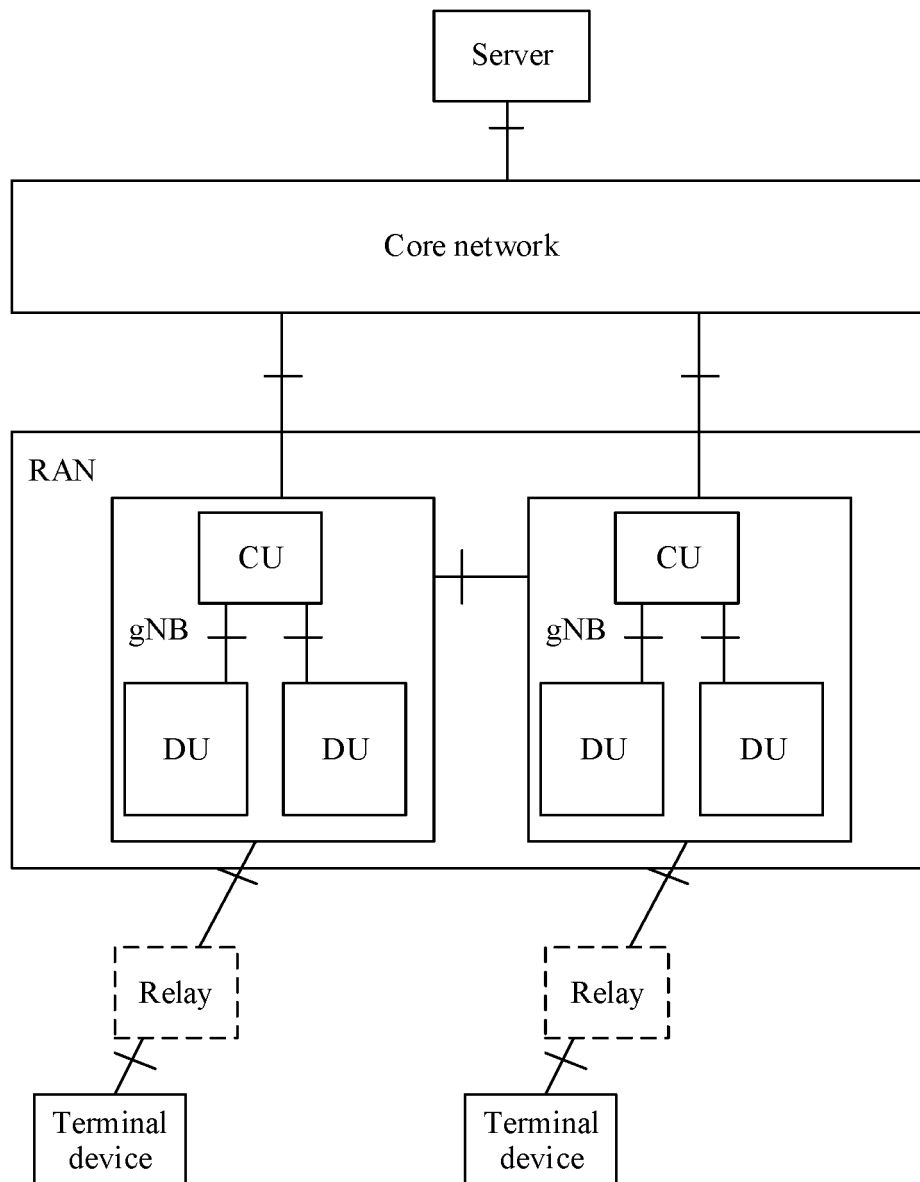 Server
Core network
RAN
CU
CU
gNB
gNB
DU
DU
DU
DU
Relay
Relay
Terminal
device
Terminal
device